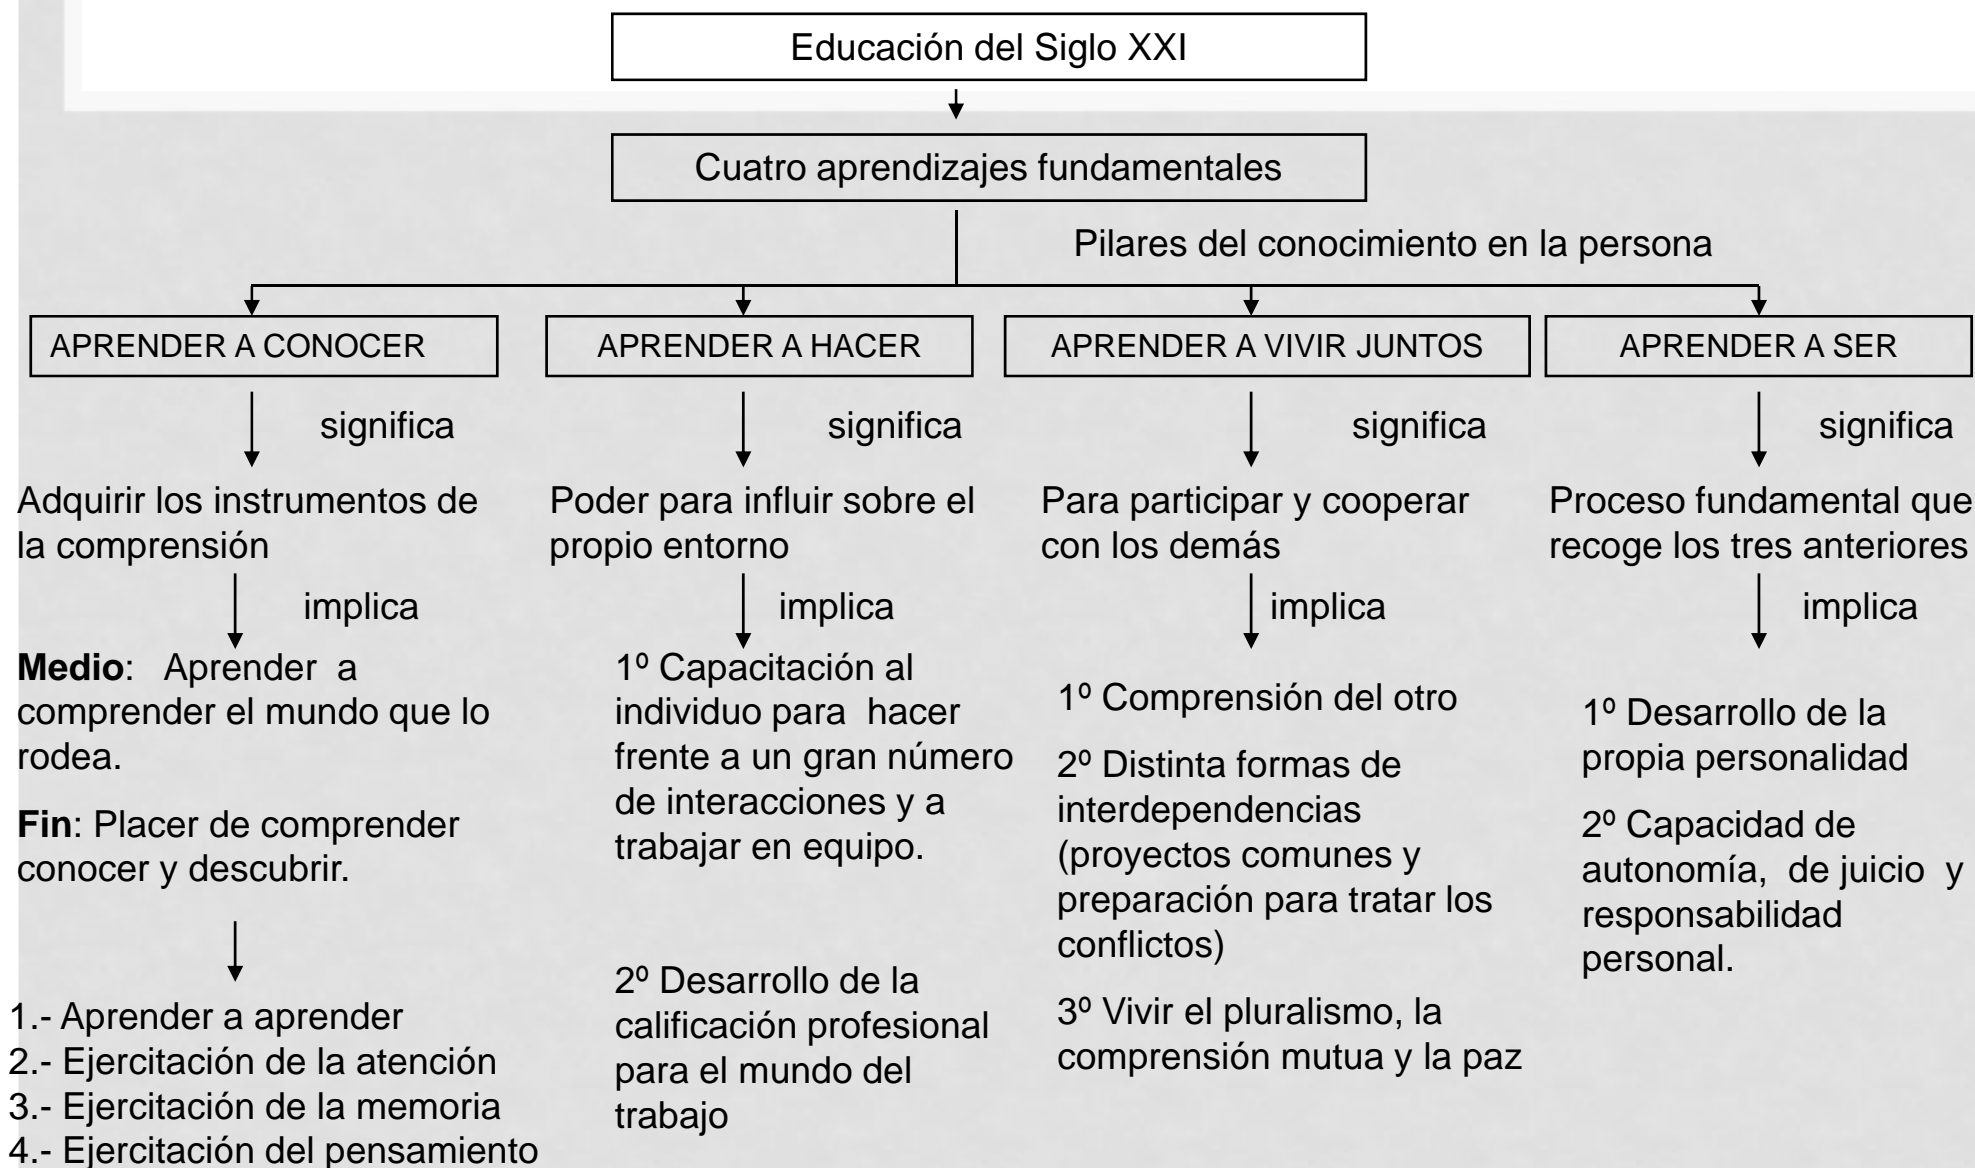 Educación del Siglo XXI
Cuatro aprendizajes fundamentales
Pilares del conocimiento en la persona
APRENDER A CONOCER
significa
Adquirir los instrumentos de
la comprensión
implica
Medio: Aprender a
comprender el mundo que lo
rodea.
Fin: Placer de comprender
conocer y descubrir.
1.- Aprender a aprender
2.- Ejercitación de la atención
3.- Ejercitación de la memoria
4.- Ejercitación del pensamiento
APRENDER A HACER
significa
Poder para influir sobre el
propio entorno
implica
1º Capacitación al
individuo para hacer
frente a un gran número
de interacciones y a
trabajar en equipo.
2º Desarrollo de la
calificación profesional
para el mundo del
trabajo
APRENDER A VIVIR JUNTOS
significa
Para participar y cooperar
con los demás
implica
1º Comprensión del otro
2º Distinta formas de
interdependencias
(proyectos comunes y
preparación para tratar los
conflictos)
3º Vivir el pluralismo, la
comprensión mutua y la paz
APRENDER A SER
significa
Proceso fundamental que
recoge los tres anteriores
implica
1º Desarrollo de la
propia personalidad
2º Capacidad de
autonomía, de juicio y
responsabilidad
personal.